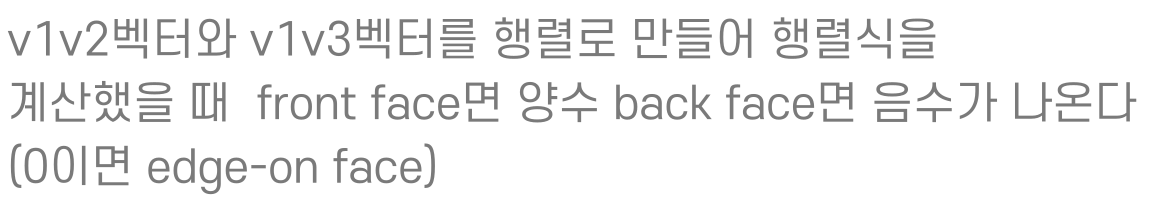 v1v2벡터와 v1v3벡터를 행렬로 만들어 행렬식을
계산했을 때  front face면 양수 back face면 음수가 나온다
(0이면 edge-on face)